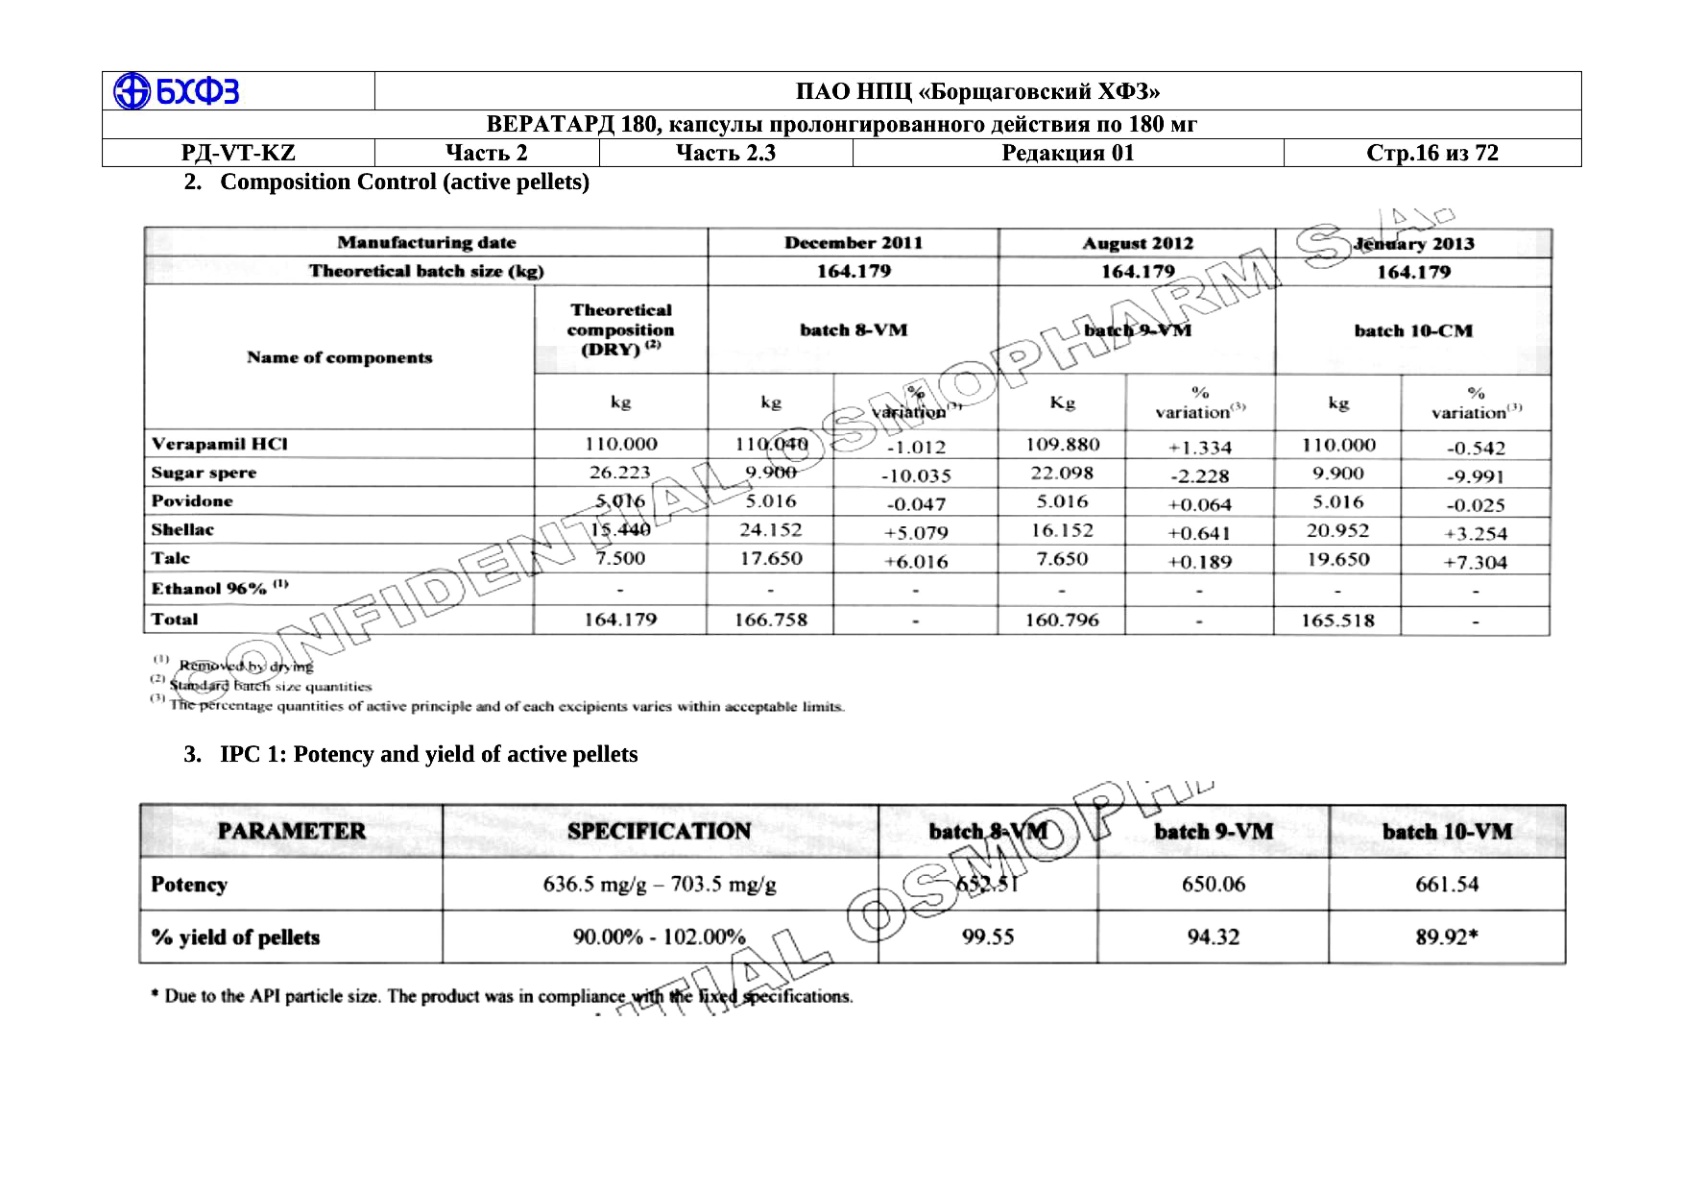 БХФЗ
ПАО НПЦ «Борщаговский ХФЗ»
ВЕРАТАРД 180, капсулы пролонгированного действия по 180 мг
РД-VT-KZ Часть 2 Часть 2.3 Редакция 01 Стр.16 из 72
2. Composition Control (active pellets)
Manufacturing date December 2011 August 2012 Jenuary 2013
Theoretical batch size (kg) 164.179 164.179 164.179
Name of components Theoretical composition (DRY) (2) batch 8-VM batch 9-VM batch 10-CM
kg kg % variation(3) Kg % variation(3) kg % variation(3)
Verapamil HCl 110.000 110.040 -1.012 109.880 +1.334 110.000 -0.542
Sugar spere 26.223 9.900 -10.035 22.098 -2.228 9.900 -9.991
Povidone 5.016 5.016 -0.047 5.016 +0.064 5.016 -0.025
Shellac 15.440 24.152 +5.079 16.152 +0.641 20.952 +3.254
Talc 7.500 17.650 +6.016 7.650 +0.189 19.650 +7.304
Ethanol 96% (1) - - - - - - -
Total 164.179 166.758 - 160.796 - 165.518 -
(1) Removed by drying
(2) Standard batch size quantities
(3) The percentage quantities of active principle and of each excipients varies within acceptable limits.
CONFIDENTIAL OSMOPHARM S.A.
3. IPC 1: Potency and yield of active pellets
PARAMETER SPECIFICATION batch 8-VM batch 9-VM batch 10-VM
Potency 636.5 mg/g – 703.5 mg/g 652.51 650.06 661.54
% yield of pellets 90.00% - 102.00% 99.55 94.32 89.92*
* Due to the API particle size. The product was in compliance with the fixed specifications.